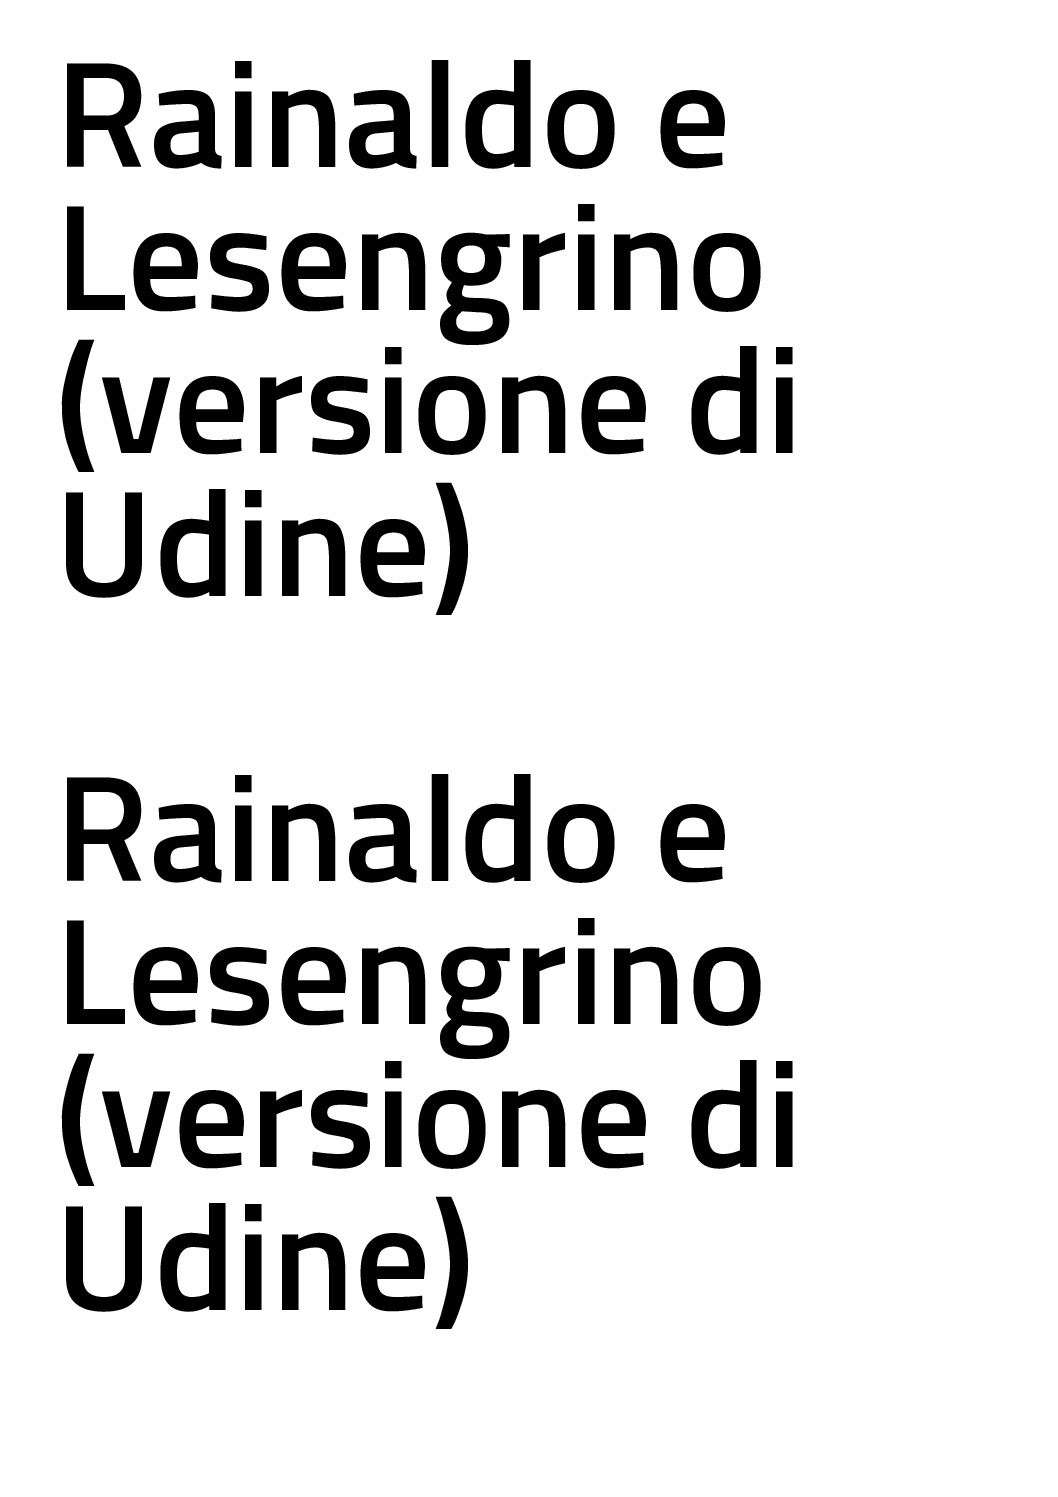 Rainaldo e
Lesengrino
(versione di
Udine)
Rainaldo e
Lesengrino
(versione di
Udine)